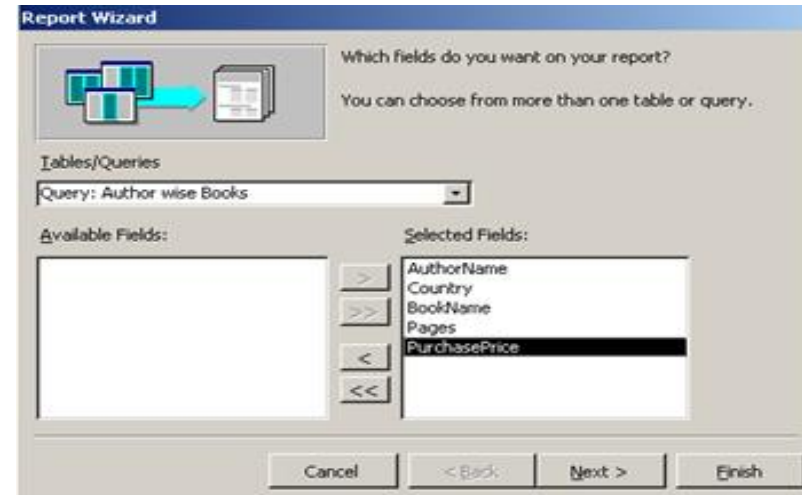 Report Wizard
Which fields do you want on your report?
You can choose from more than one table or query.
Tables/Queries
Query: Author wise Books
Available Fields:
Selected Fields:
>
>>
<
<<
AuthorName
Country
BookName
Pages
PurchasePrice
Cancel
< Back
Next >
Finish